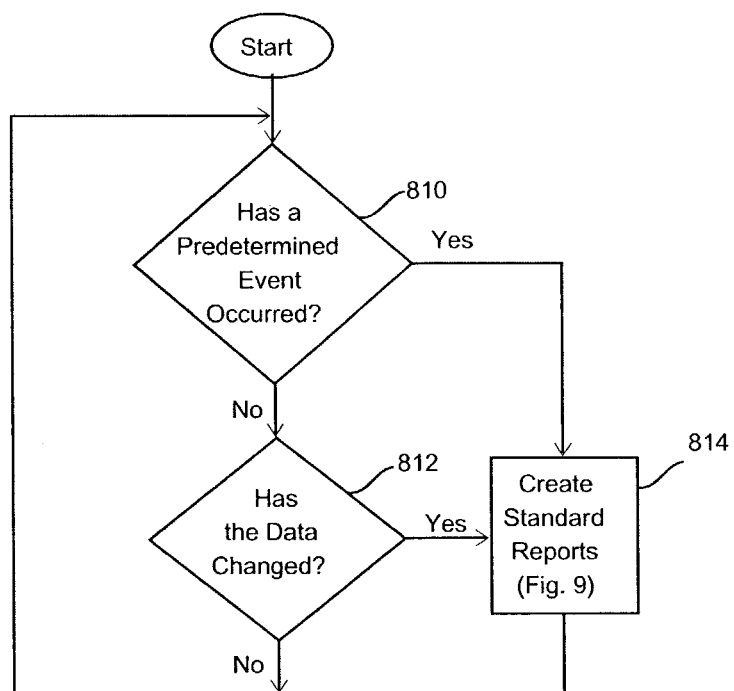 Start
810
Has a
Predetermined
Event
Occurred?
Yes
No
812
814
Has
the Data
Changed?
Yes
Create
Standard
Reports
(Fig. 9)
No